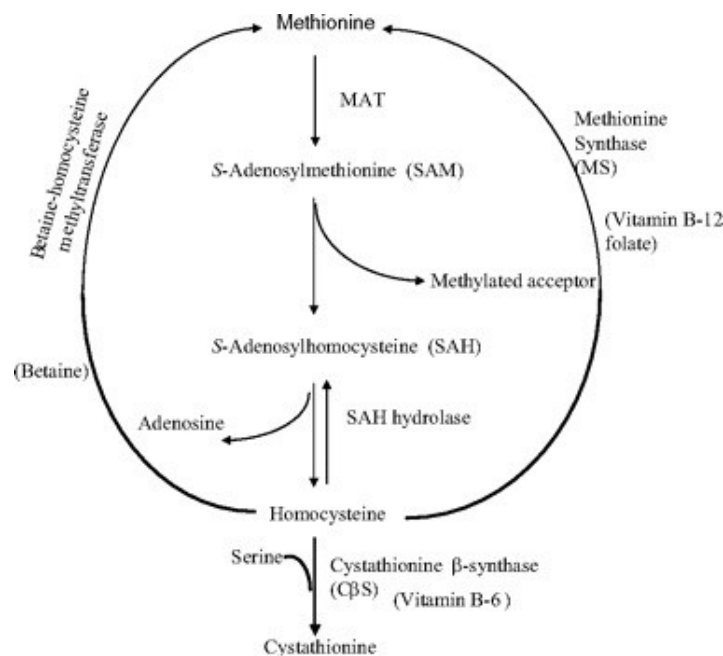 Methionine
MAT
Betaine-homocysteine
methyltransferase
Methionine
Synthase
(MS)
S-Adenosylmethionine (SAM)
(Vitamin B-12
folate)
Methylated acceptor
S-Adenosylhomocysteine (SAH)
(Betaine)
Adenosine
SAH hydrolase
Homocysteine
Serine
Cystathionine β-synthase
(CβS)
(Vitamin B-6 )
Cystathionine